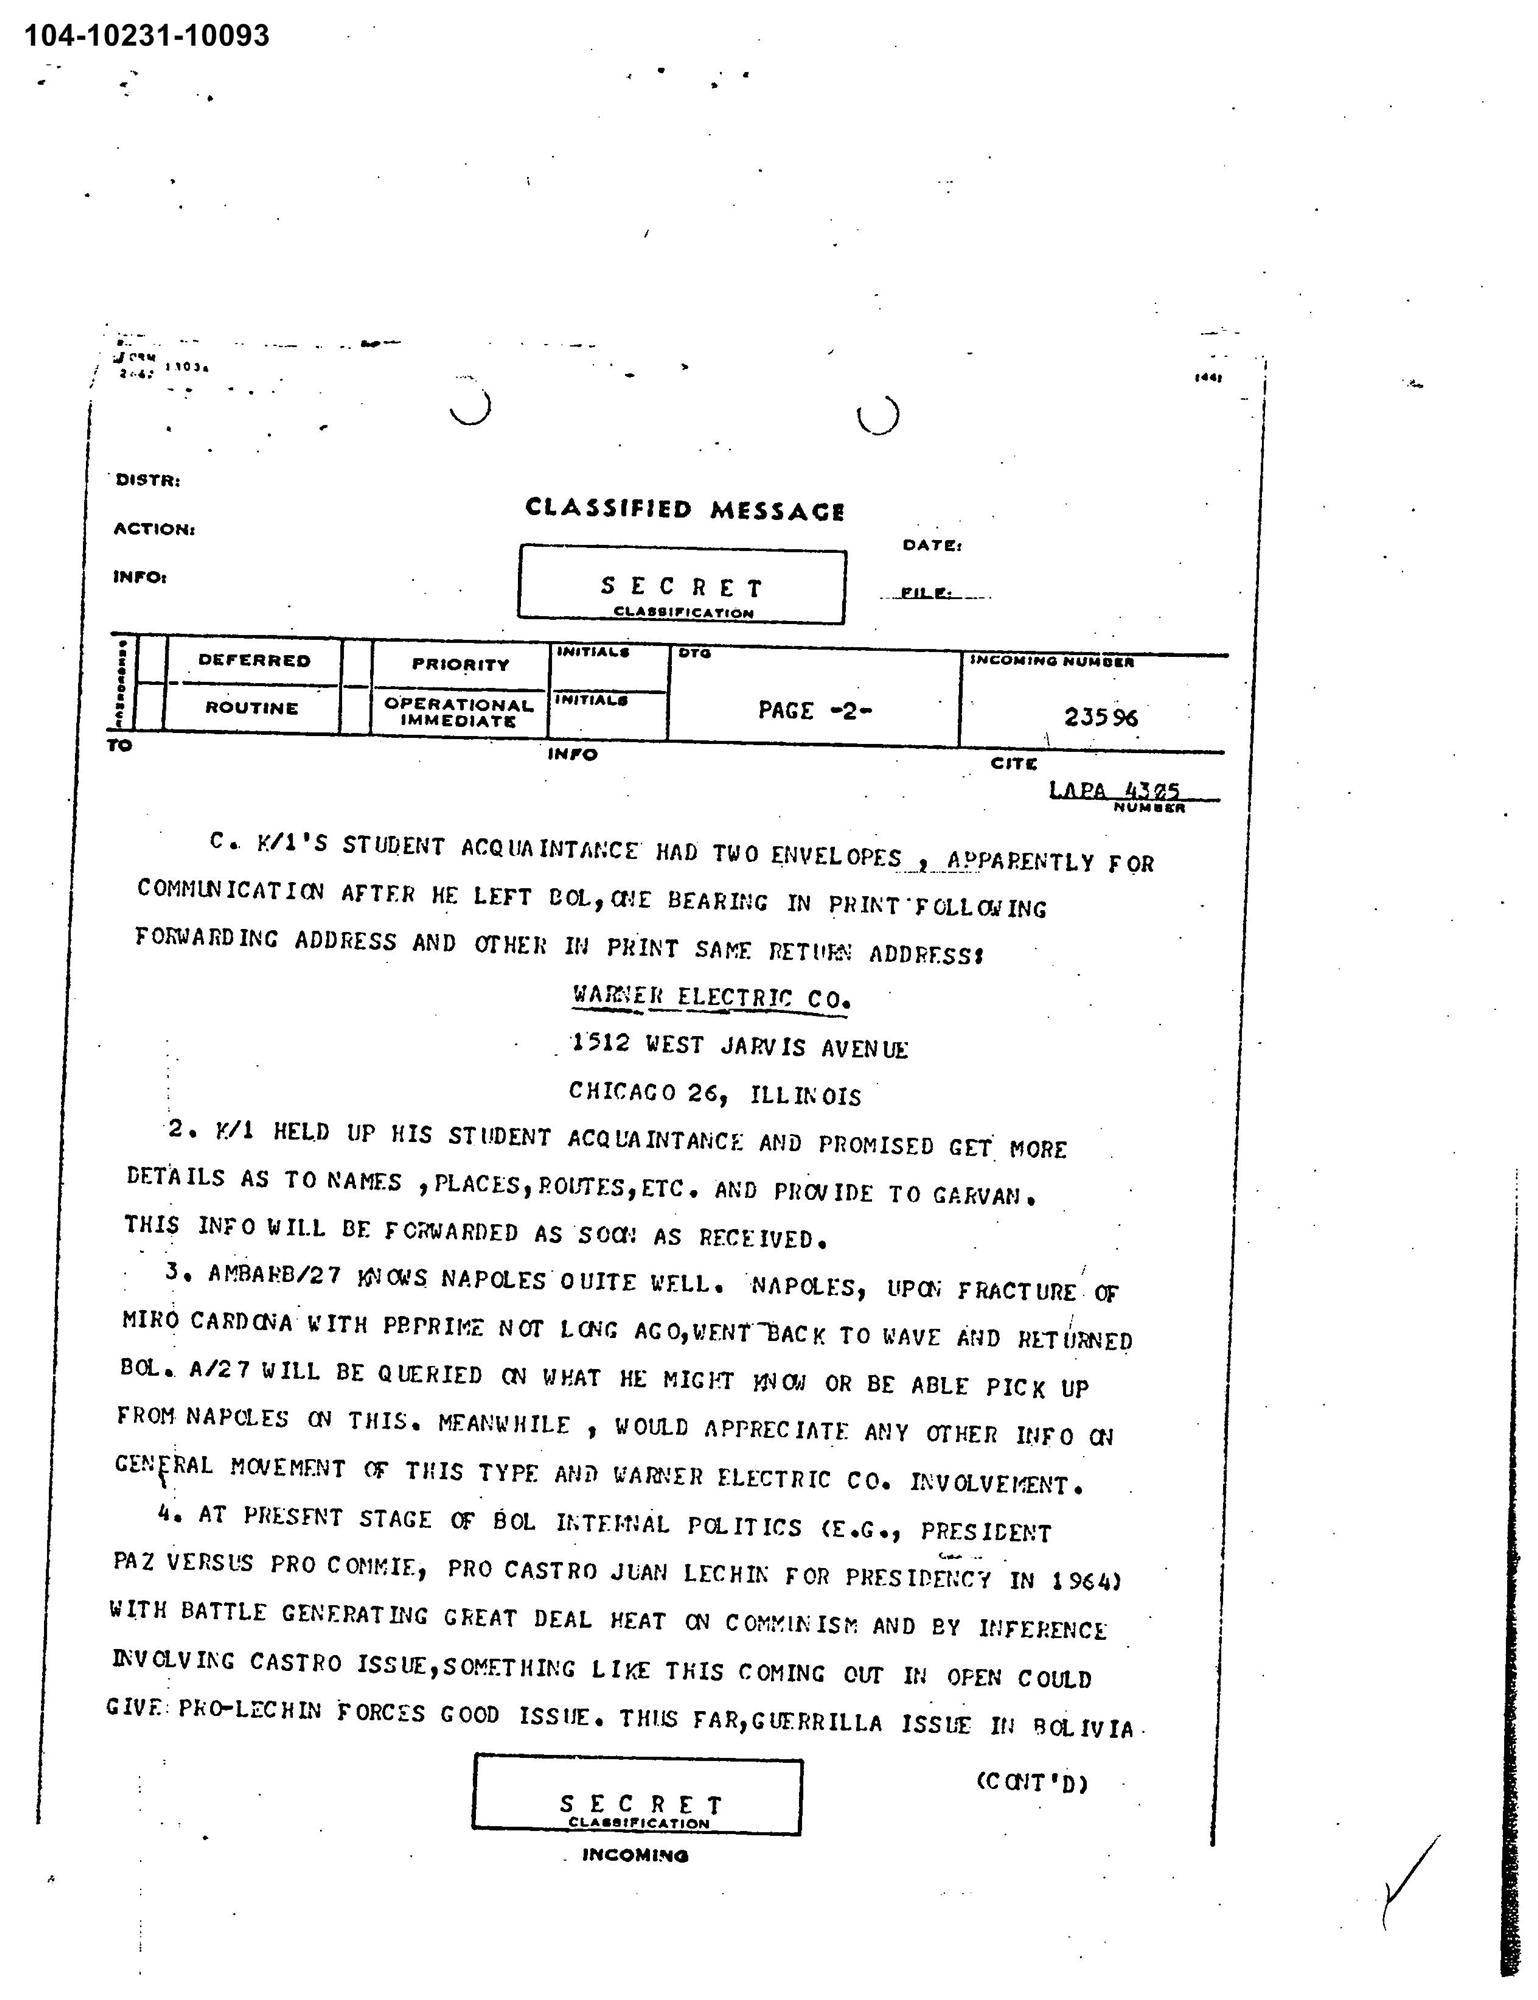 104-10231-10093
FORM 1303a
(44)
DISTR:
CLASSIFIED MESSAGE
ACTION:
DATE:
INFO:
SECRET
FILE:
CLASSIFICATION
PRECEDENCE
DEFERRED
PRIORITY
INITIALS
DTG
INCOMING NUMBER
ROUTINE
OPERATIONAL
IMMEDIATE
INITIALS
PAGE -2-
23596
TO
INFO
CITE
LAPA 4305
NUMBER
C. K/1'S STUDENT ACQUAINTANCE HAD TWO ENVELOPES , APPARENTLY FOR
COMMUNICATION AFTER HE LEFT BOL, ONE BEARING IN PRINT FOLLOWING
FORWARDING ADDRESS AND OTHER IN PRINT SAME RETURN ADDRESS:
WARNER ELECTRIC CO.
1512 WEST JARVIS AVENUE
CHICAGO 26, ILLINOIS
2. K/1 HELD UP HIS STUDENT ACQUAINTANCE AND PROMISED GET MORE
DETAILS AS TO NAMES ,PLACES,ROUTES,ETC. AND PROVIDE TO GARVAN.
THIS INFO WILL BE FORWARDED AS SOON AS RECEIVED.
3. AMBARB/27 KNOWS NAPOLES QUITE WELL. NAPOLES, UPON FRACTURE OF
MIRO CARDONA WITH PBPRIME NOT LONG AGO,WENT BACK TO WAVE AND RETURNED
BOL. A/27 WILL BE QUERIED ON WHAT HE MIGHT KNOW OR BE ABLE PICK UP
FROM NAPOLES ON THIS. MEANWHILE , WOULD APPRECIATE ANY OTHER INFO ON
GENERAL MOVEMENT OF THIS TYPE AND WARNER ELECTRIC CO. INVOLVEMENT.
4. AT PRESENT STAGE OF BOL INTERNAL POLITICS (E.G., PRESIDENT
PAZ VERSUS PRO COMMIE, PRO CASTRO JUAN LECHIN FOR PRESIDENCY IN 1964)
WITH BATTLE GENERATING GREAT DEAL HEAT ON COMMINISM AND BY INFERENCE
INVOLVING CASTRO ISSUE,SOMETHING LIKE THIS COMING OUT IN OPEN COULD
GIVE PRO-LECHIN FORCES GOOD ISSUE. THUS FAR,GUERRILLA ISSUE IN BOLIVIA
(CONT'D)
SECRET
CLASSIFICATION
INCOMING